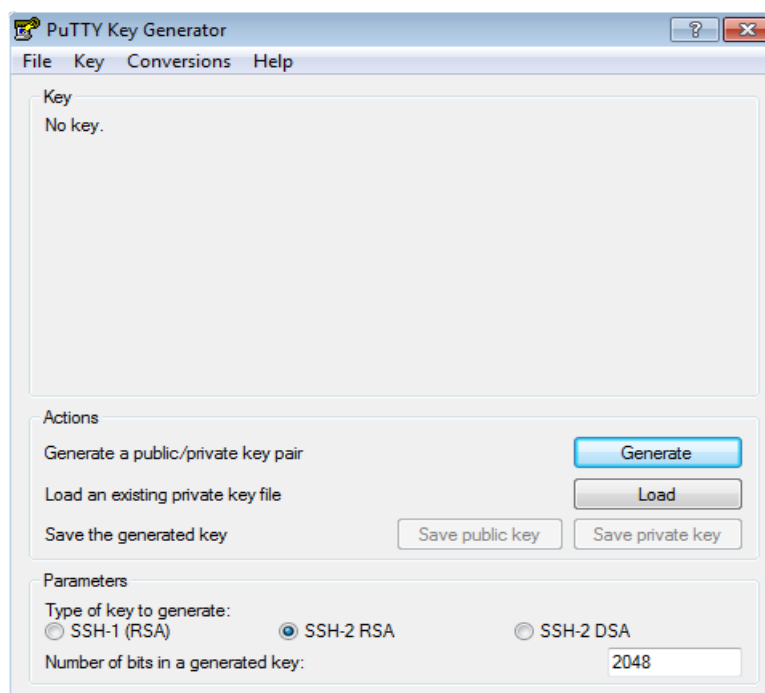 PuTTY Key Generator
File Key Conversions Help
Key
No key.
Actions
Generate a public/private key pair Generate
Load an existing private key file Load
Save the generated key Save public key Save private key
Parameters
Type of key to generate:
SSH-1 (RSA) SSH-2 RSA SSH-2 DSA
Number of bits in a generated key: 2048